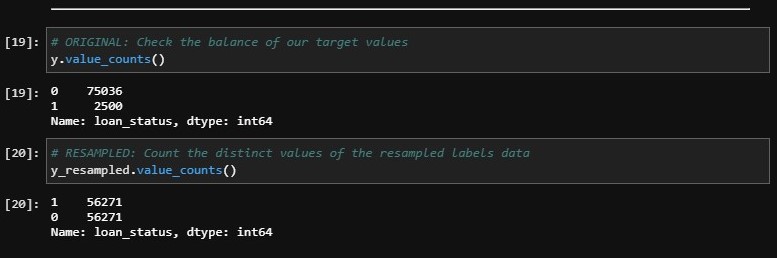 [19]: # ORIGINAL: Check the balance of our target values
y.value_counts()
[19]: 0    75036
1     2500
Name: loan_status, dtype: int64
[20]: # RESAMPLED: Count the distinct values of the resampled labels data
y_resampled.value_counts()
[20]: 1    56271
0    56271
Name: loan_status, dtype: int64